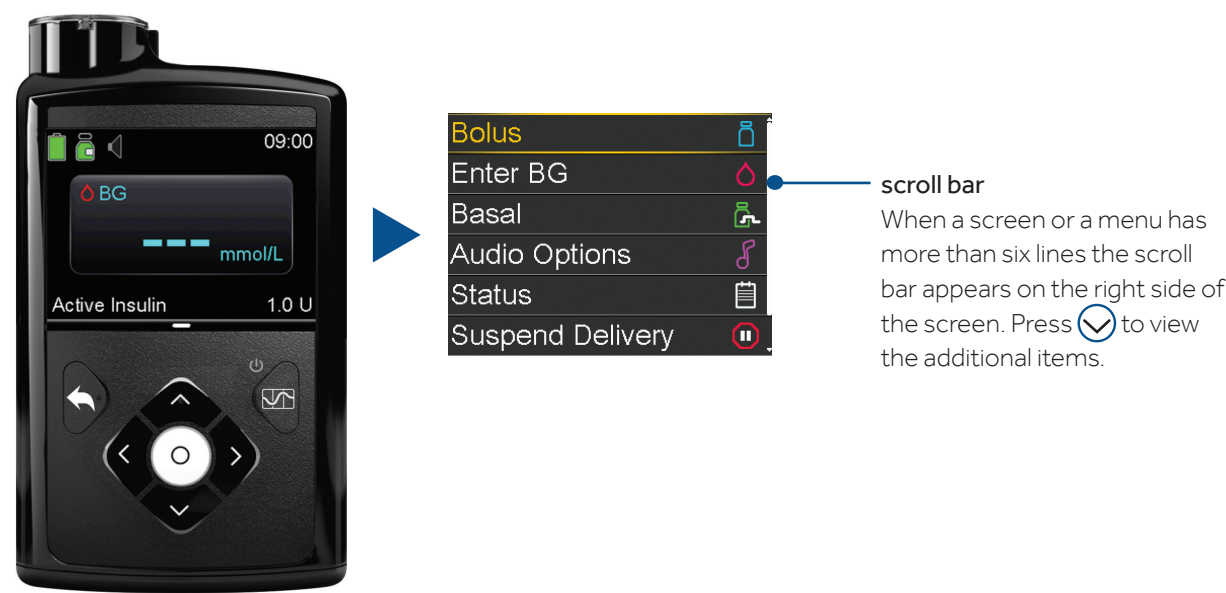 09:00
BG
--- mmol/L
Active Insulin 1.0 U
Bolus
Enter BG
Basal
Audio Options
Status
Suspend Delivery
scroll bar
When a screen or a menu has
more than six lines the scroll
bar appears on the right side of
the screen. Press to view
the additional items.